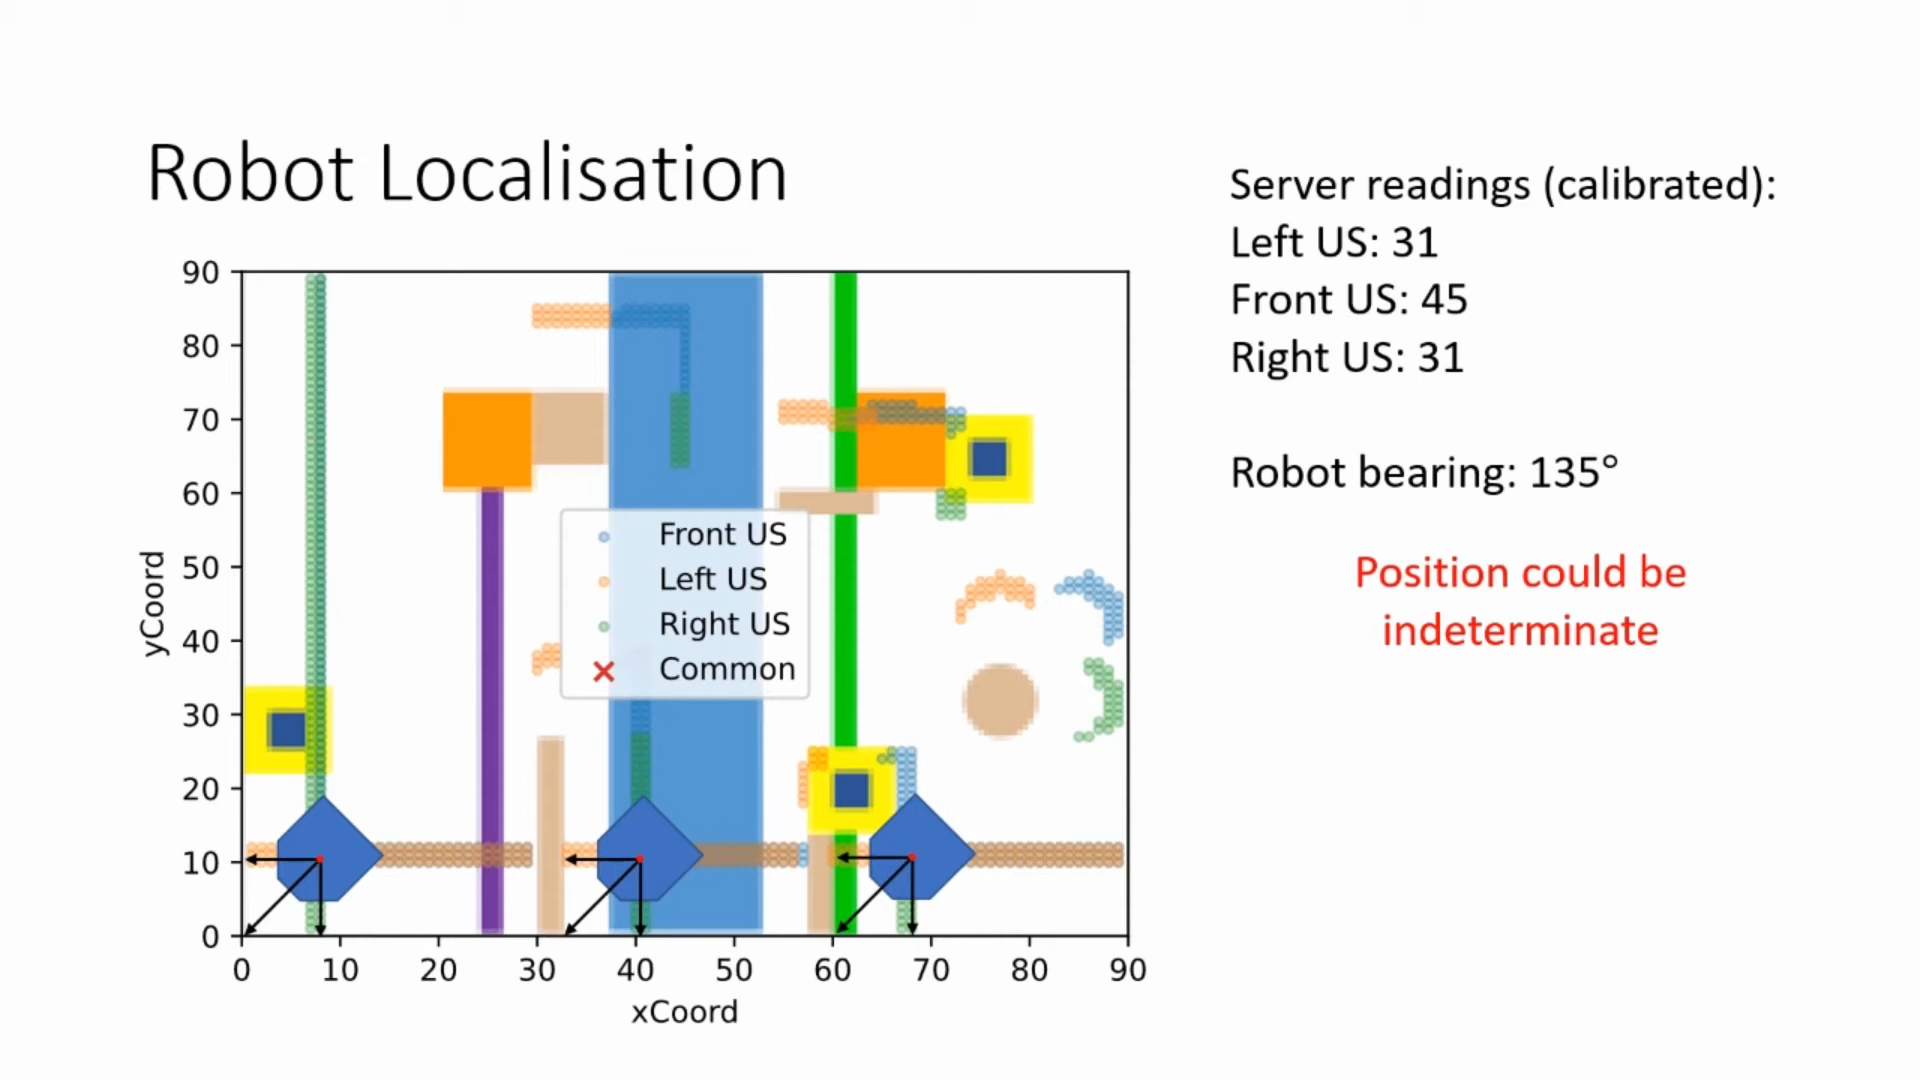 Robot Localisation
Server readings (calibrated):
Left US: 31
Front US: 45
Right US: 31
Robot bearing: 135°
Position could be
indeterminate
90
80
70
60
50
40
30
20
10
0
yCoord
Front US
Left US
Right US
Common
0 10 20 30 40 50 60 70 80 90
xCoord